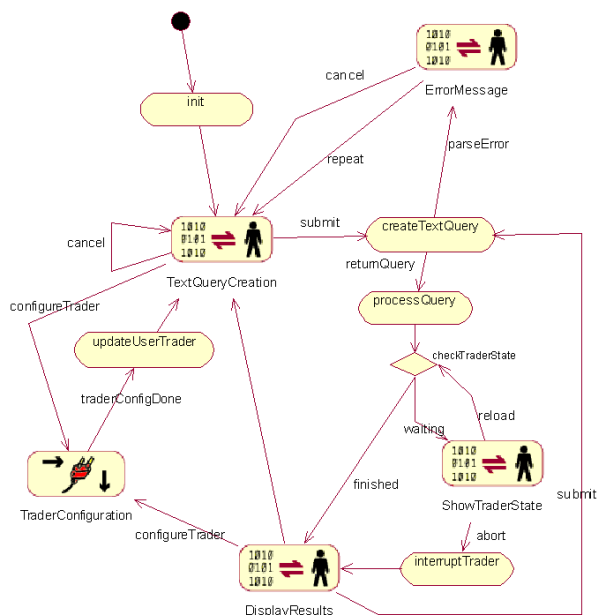 1010
0101
1010
ErrorMessage
init
cancel
repeat
parseError
1010
0101
1010
TextQueryCreation
submit
createTextQuery
cancel
returnQuery
configureTrader
processQuery
updateUserTrader
checkTraderState
traderConfigDone
reload
waiting
1010
0101
1010
ShowTraderState
TraderConfiguration
finished
submit
configureTrader
abort
interruptTrader
1010
0101
1010
DisplayResults